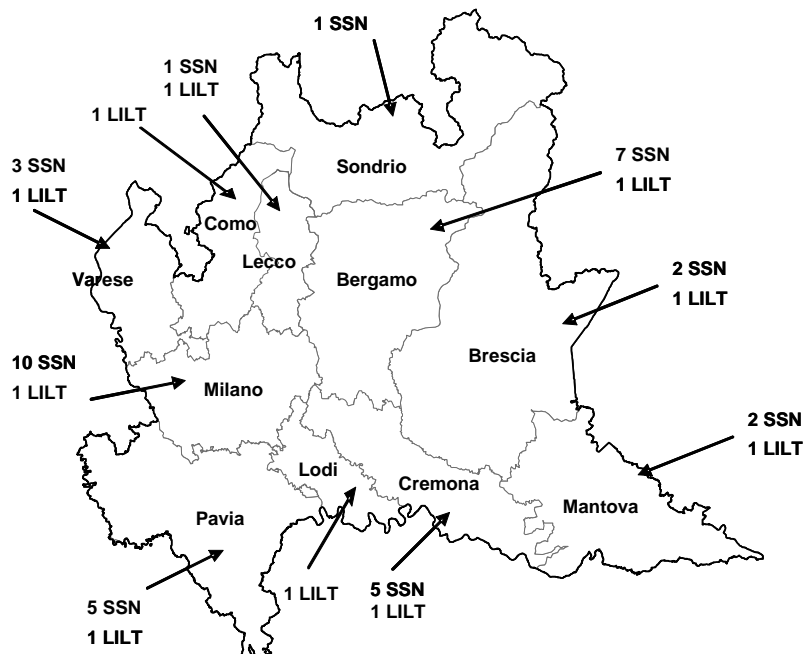 1 SSN
1 SSN
1 LILT
1 LILT
3 SSN
1 LILT
7 SSN
1 LILT
Sondrio
Como
Lecco
Varese
Bergamo
2 SSN
1 LILT
Brescia
10 SSN
1 LILT
Milano
2 SSN
1 LILT
Lodi
Cremona
Mantova
Pavia
5 SSN
1 LILT
1 LILT
5 SSN
1 LILT